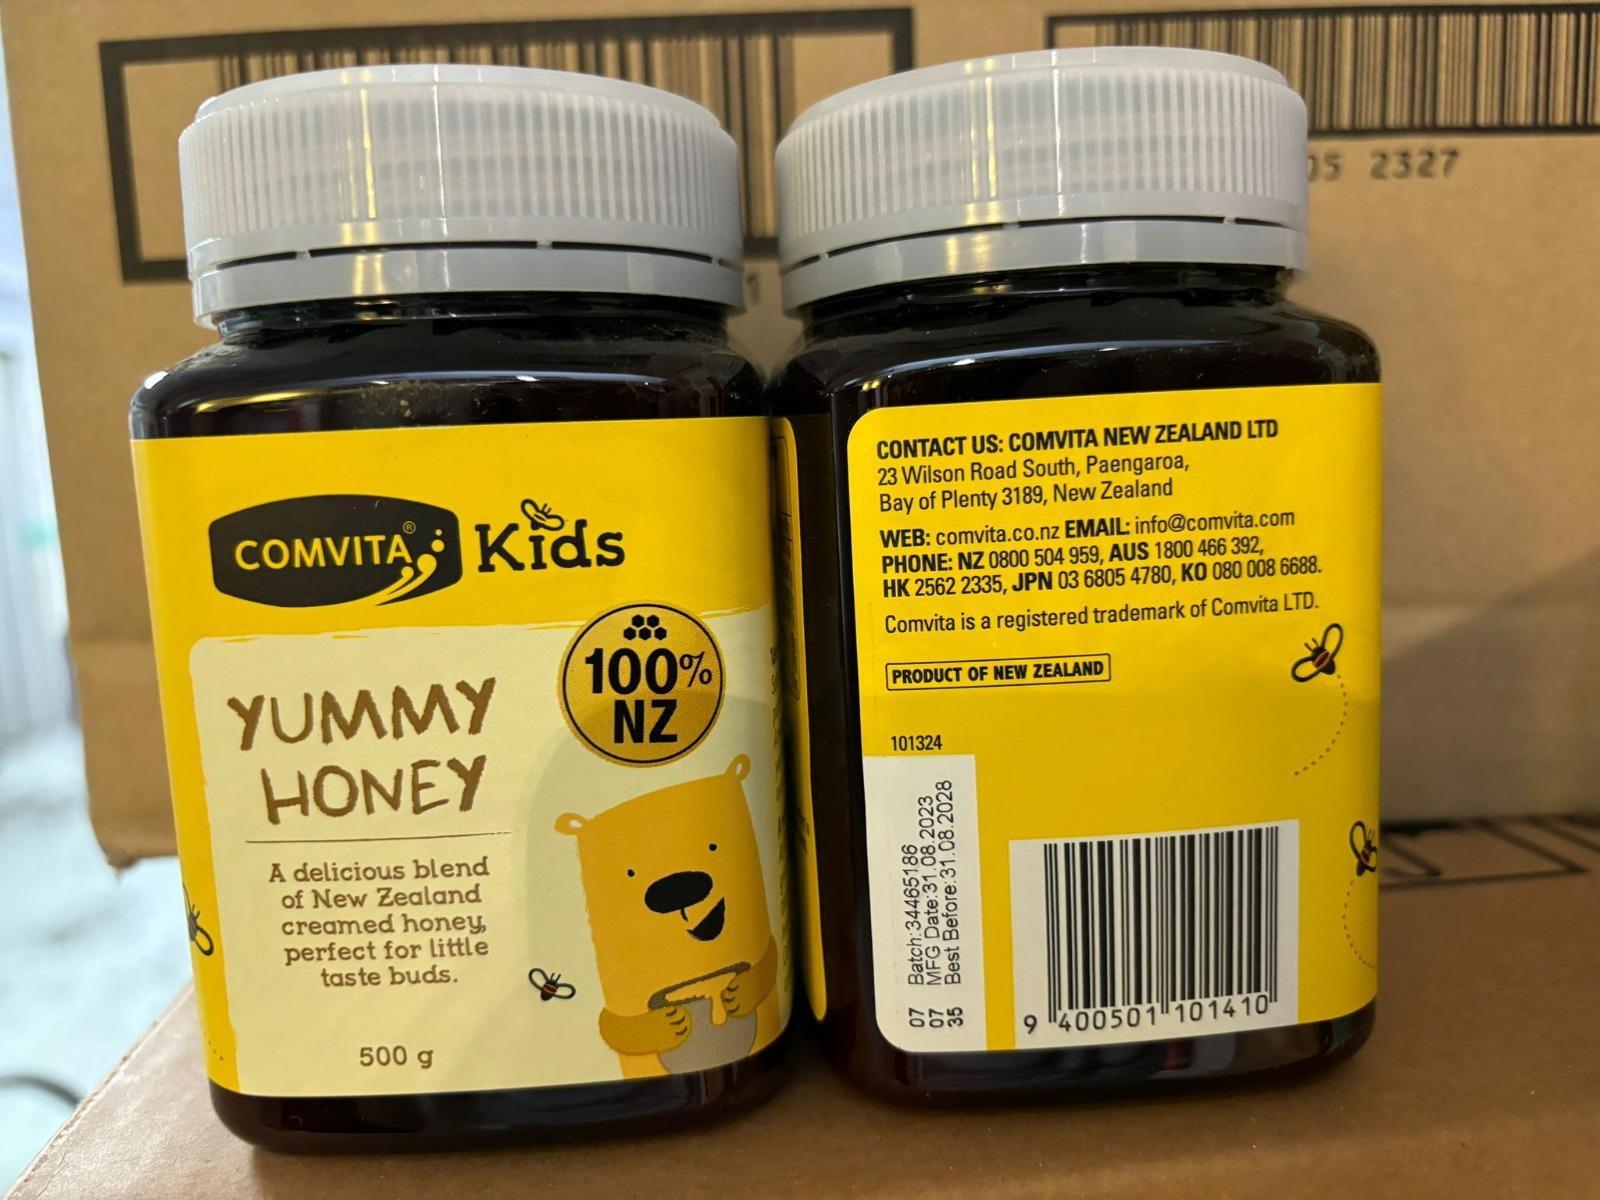 05 2327
COMVITA® Kids
100%
NZ
YUMMY
HONEY
A delicious blend
of New Zealand
creamed honey,
perfect for little
taste buds.
500 g
CONTACT US: COMVITA NEW ZEALAND LTD
23 Wilson Road South, Paengaroa,
Bay of Plenty 3189, New Zealand
WEB: comvita.co.nz EMAIL: info@comvita.com
PHONE: NZ 0800 504 959, AUS 1800 466 392,
HK 2562 2335, JPN 03 6805 4780, KO 080 008 6688.
Comvita is a registered trademark of Comvita LTD.
PRODUCT OF NEW ZEALAND
101324
07 Batch:34465186
07 MFG Date:31.08.2023
35 Best Before:31.08.2028
9 400501 101410